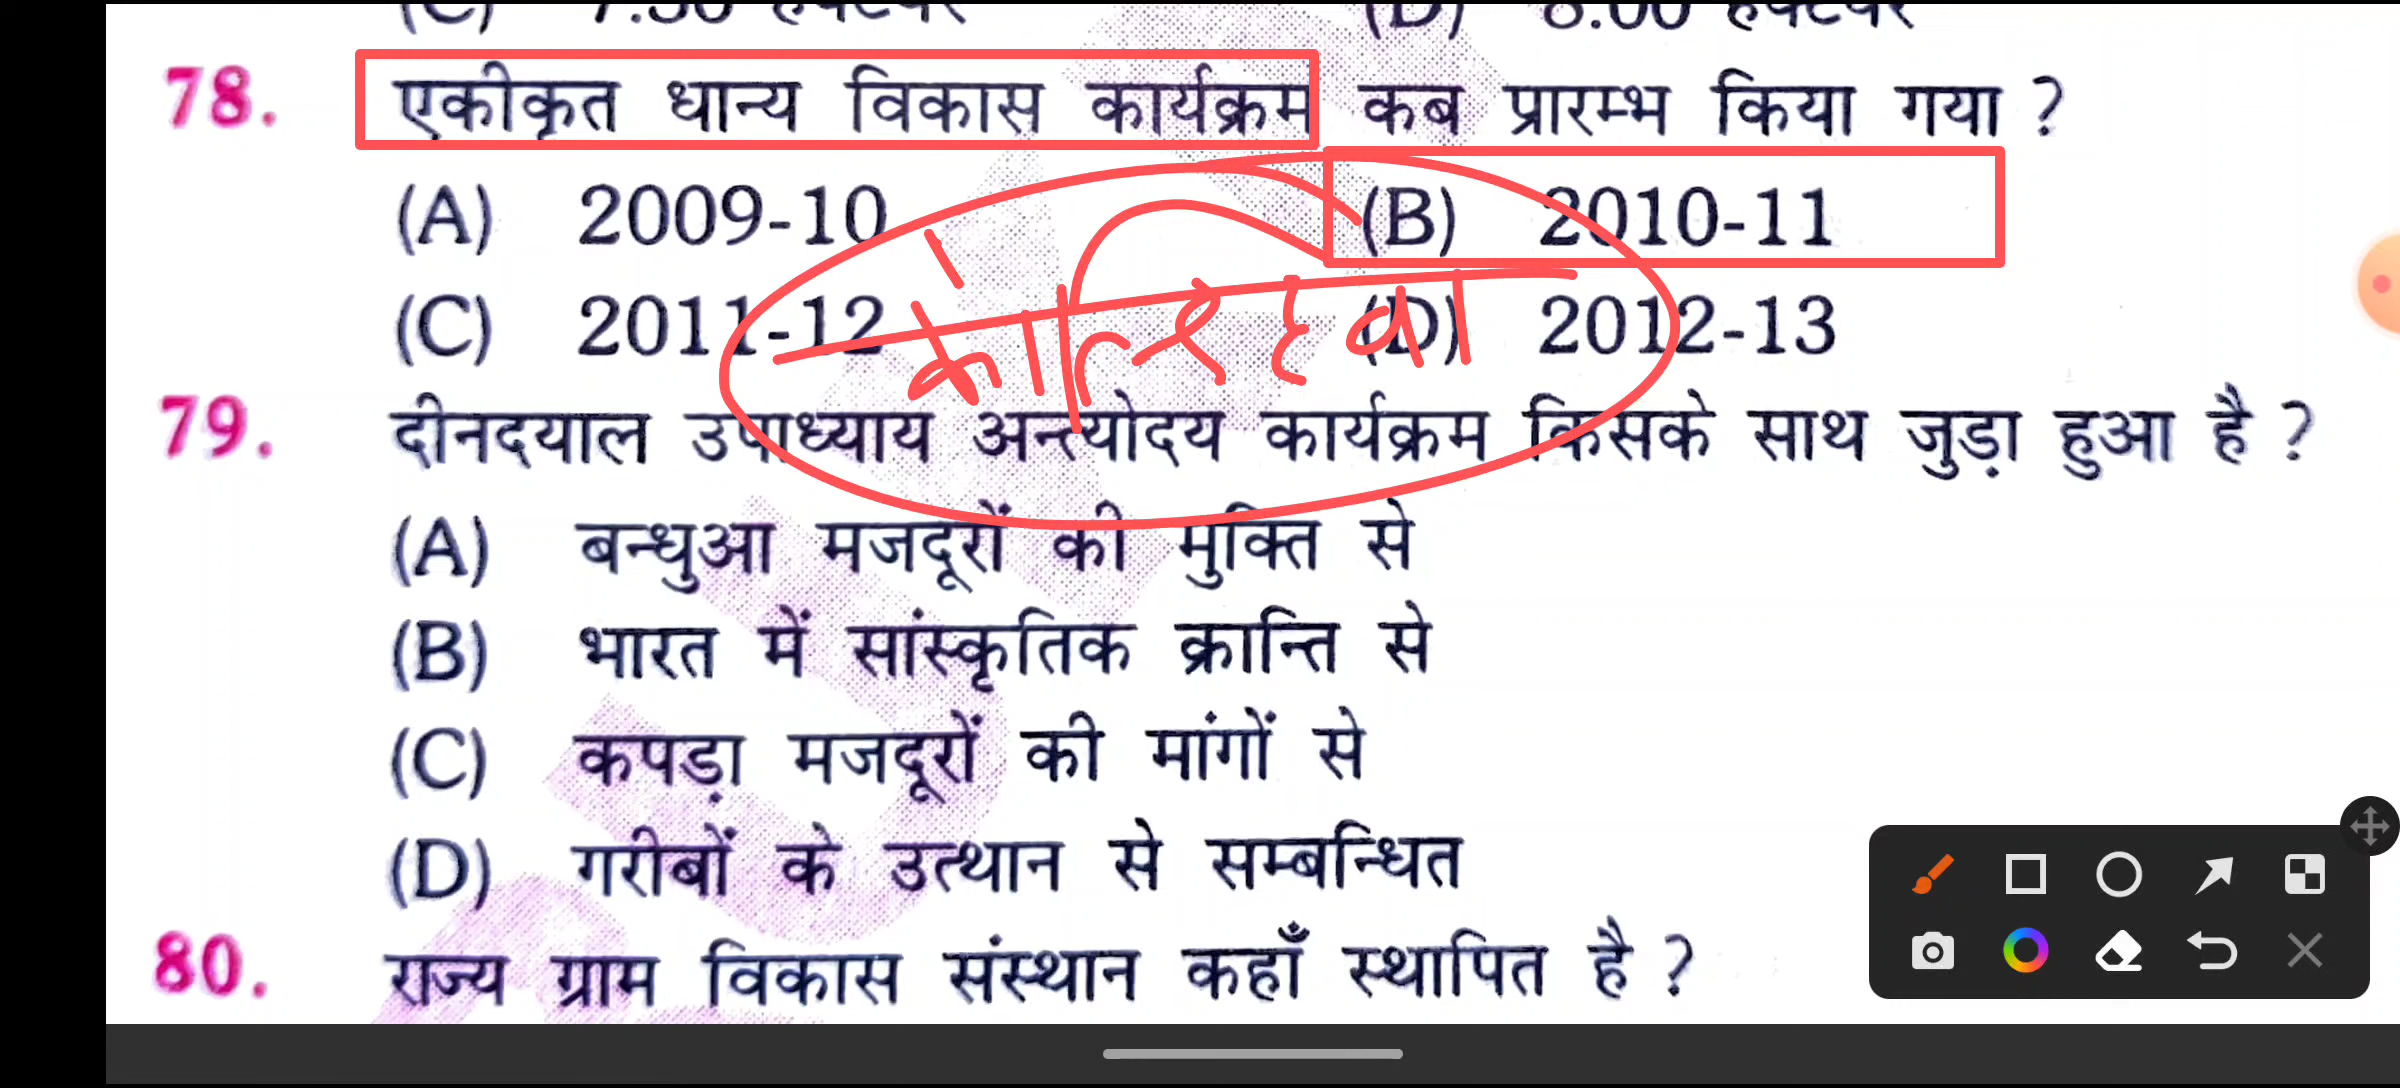 78. एकीकृत धान्य विकास कार्यक्रम कब प्रारम्भ किया गया ?
(A) 2009-10 (B) 2010-11
(C) 2011-12 (D) 2012-13
79. दीनदयाल उपाध्याय अन्त्योदय कार्यक्रम किसके साथ जुड़ा हुआ है ?
(A) बन्धुआ मजदूरों की मुक्ति से
(B) भारत में सांस्कृतिक क्रान्ति से
(C) कपड़ा मजदूरों की मांगों से
(D) गरीबों के उत्थान से सम्बन्धित
80. राज्य ग्राम विकास संस्थान कहाँ स्थापित है ?